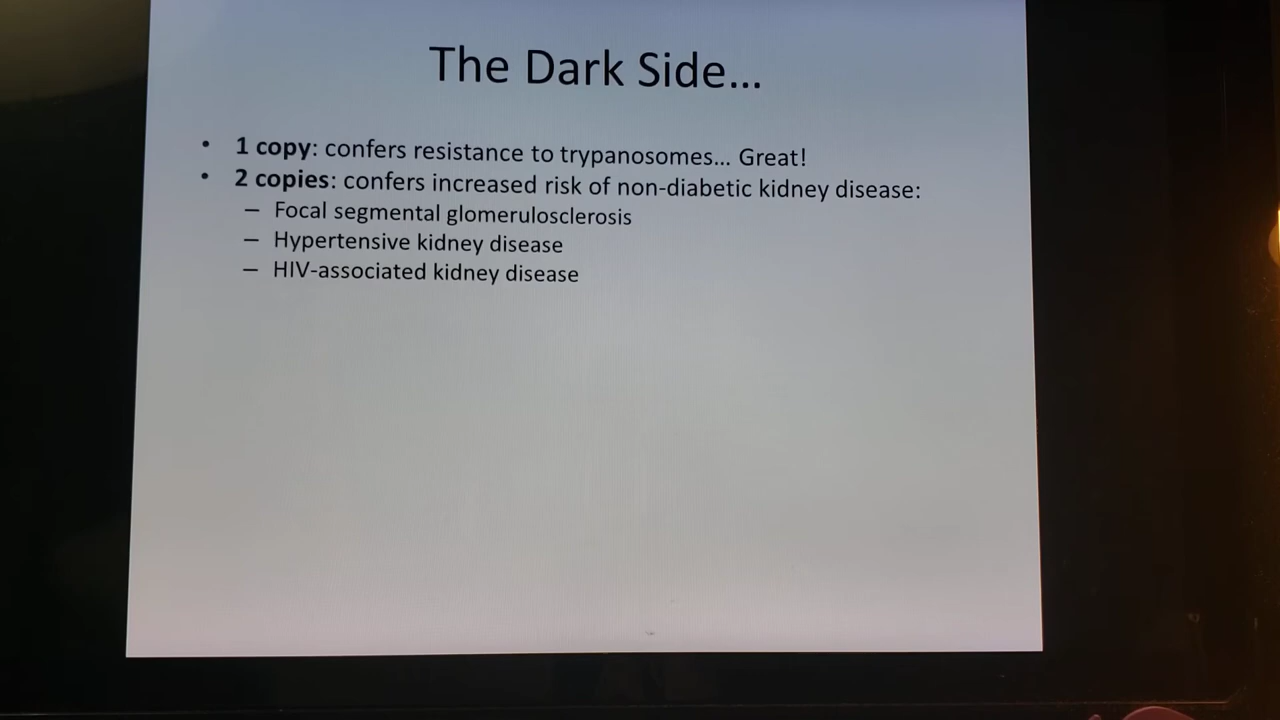 The Dark Side...
• 1 copy: confers resistance to trypanosomes... Great!
• 2 copies: confers increased risk of non-diabetic kidney disease:
– Focal segmental glomerulosclerosis
– Hypertensive kidney disease
– HIV-associated kidney disease